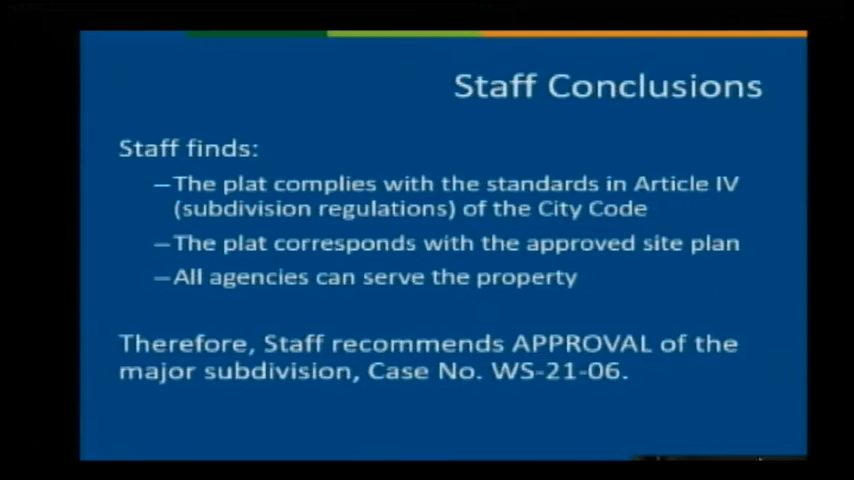 Staff Conclusions
Staff finds:
–The plat complies with the standards in Article IV
(subdivision regulations) of the City Code
–The plat corresponds with the approved site plan
–All agencies can serve the property
Therefore, Staff recommends APPROVAL of the
major subdivision, Case No. WS-21-06.